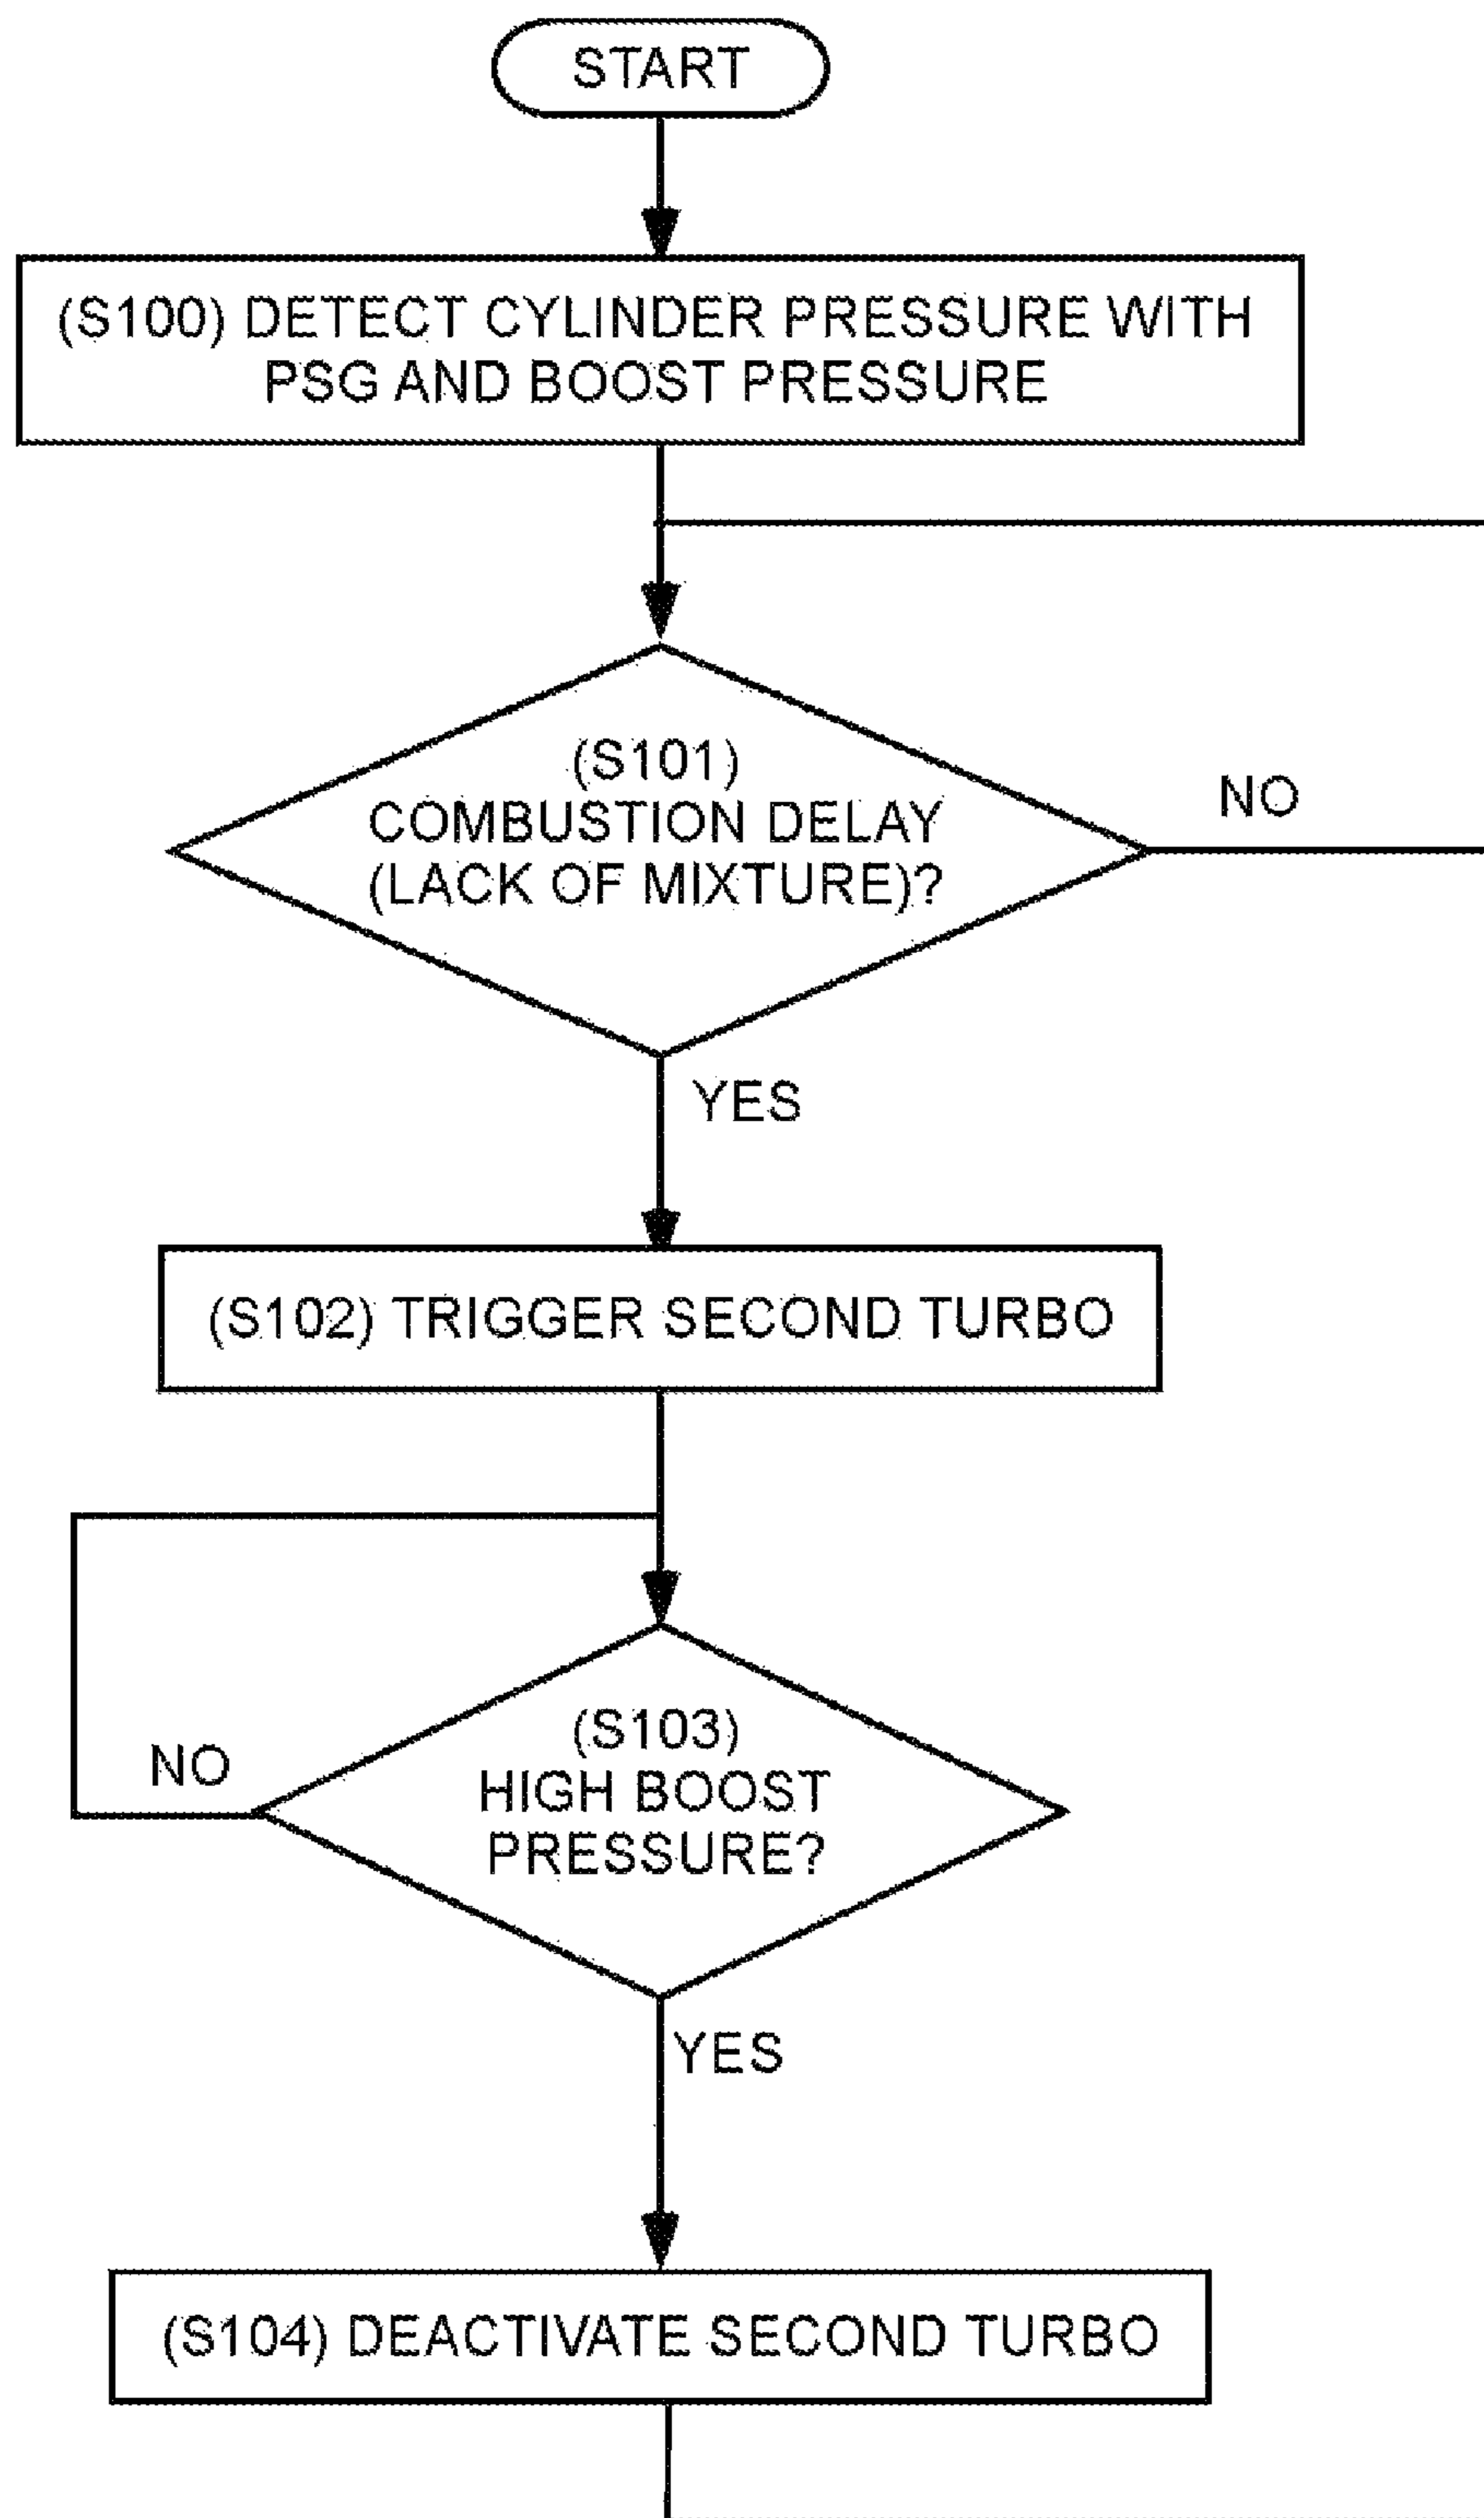 START
(S100) DETECT CYLINDER PRESSURE WITH
PSG AND BOOST PRESSURE
(S101)
COMBUSTION DELAY
(LACK OF MIXTURE)?
NO
YES
(S102) TRIGGER SECOND TURBO
(S103)
HIGH BOOST
PRESSURE?
NO
YES
(S104) DEACTIVATE SECOND TURBO